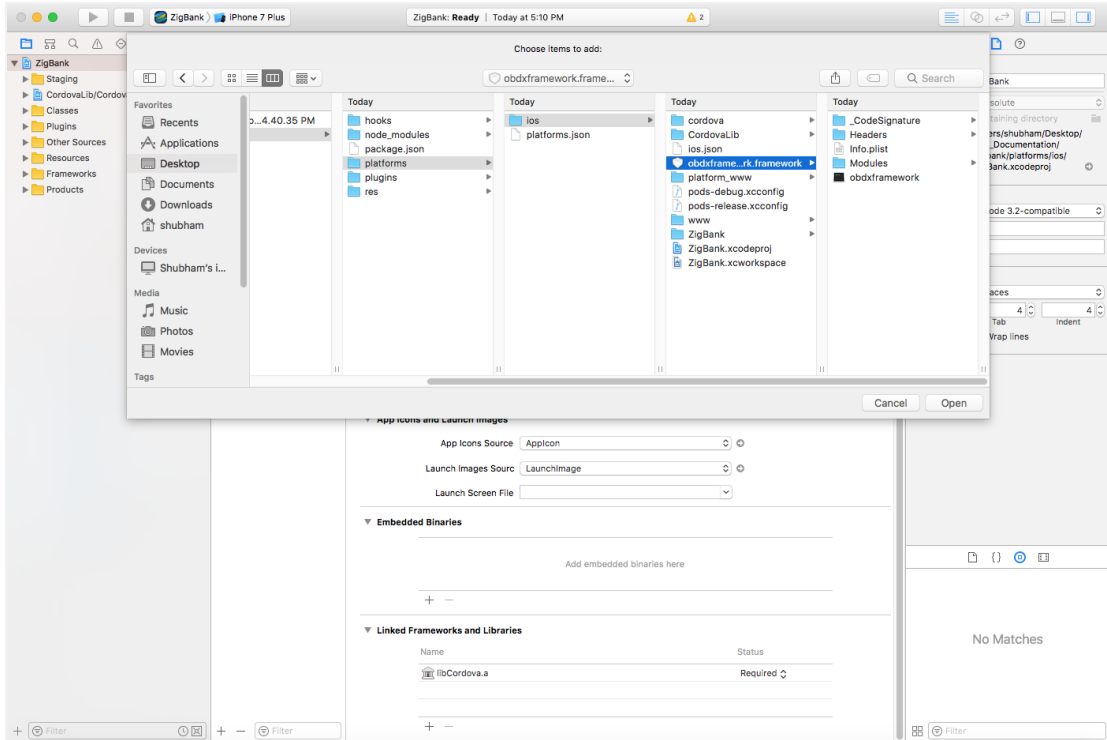 ZigBank
iPhone 7 Plus
ZigBank: Ready | Today at 5:10 PM
2
ZigBank
Staging
CordovaLib/Cordov
Classes
Plugins
Other Sources
Resources
Frameworks
Products
Filter
Choose items to add:
obdxframework.frame...
Search
Favorites
Recents
Applications
Desktop
Documents
Downloads
shubham
Devices
Shubham's i...
Media
Music
Photos
Movies
Tags
o...4.40.35 PM
Today
hooks
node_modules
package.json
platforms
plugins
res
Today
ios
platforms.json
Today
cordova
CordovaLib
ios.json
obdxframe...rk.framework
platform_www
pods-debug.xcconfig
pods-release.xcconfig
www
ZigBank
ZigBank.xcodeproj
ZigBank.xcworkspace
Today
_CodeSignature
Headers
Info.plist
Modules
obdxframework
Cancel
Open
App Icons and Launch Images
App Icons Source
AppIcon
Launch Images Sourc
LaunchImage
Launch Screen File
Embedded Binaries
Add embedded binaries here
Linked Frameworks and Libraries
Name
Status
libCordova.a
Required
Filter
Bank
solute
taining directory
ers/shubham/Desktop/
_Documentation/
ank/platforms/ios/
Bank.xcodeproj
ode 3.2-compatible
aces
4
4
Tab
Indent
Wrap lines
No Matches
Filter